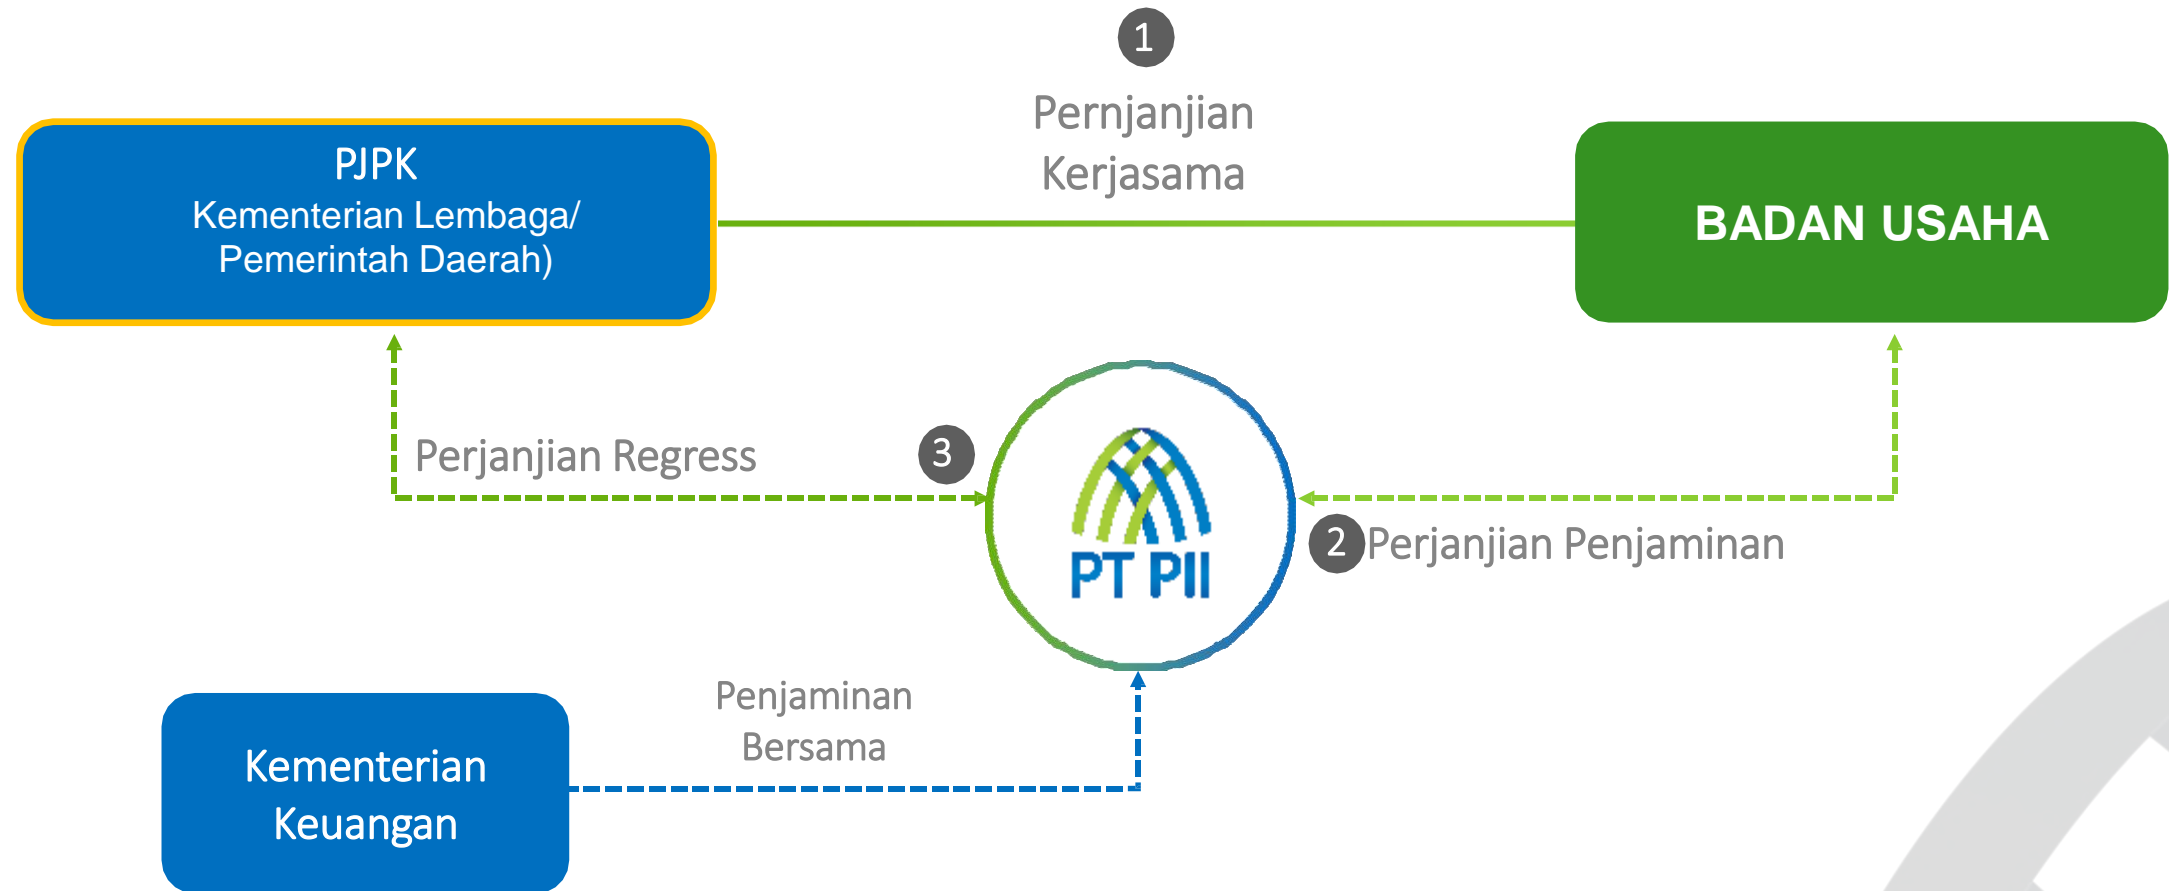 1
Pernjanjian
Kerjasama
PJPK
Kementerian Lembaga/
Pemerintah Daerah)
BADAN USAHA
Perjanjian Regress
3
PT PII
2 Perjanjian Penjaminan
Penjaminan
Bersama
Kementerian
Keuangan